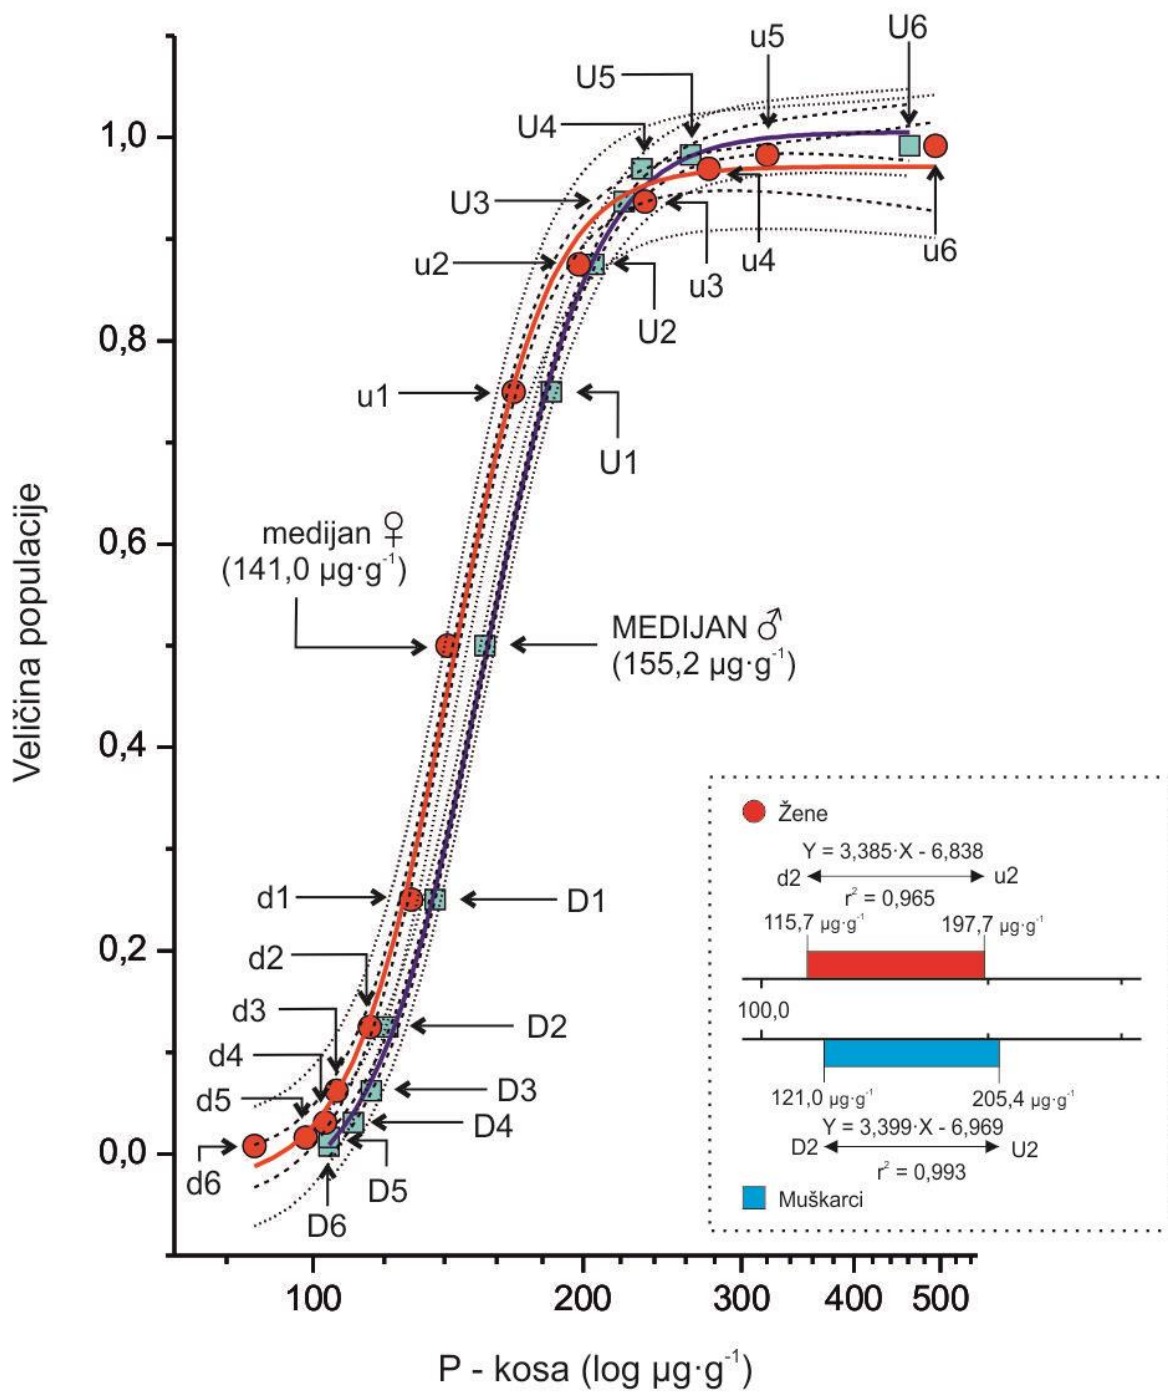 U6
u5
U5
U4
1,0
U3
u2
u3
u4
u6
U2
0,8
u1
U1
Veličina populacije
medijan ♀
(141,0 µg·g⁻¹)
0,6
MEDIJAN ♂
(155,2 µg·g⁻¹)
0,4
d1
D1
0,2
d2
d3
d4
d5
d6
D2
D3
D4
D5
D6
0,0
Žene
Y = 3,385·X - 6,838
d2 u2
r² = 0,965
115,7 µg·g⁻¹ 197,7 µg·g⁻¹
100,0
121,0 µg·g⁻¹ 205,4 µg·g⁻¹
Y = 3,399·X - 6,969
D2 U2
r² = 0,993
Muškarci
100 200 300 400 500
P - kosa (log µg·g⁻¹)